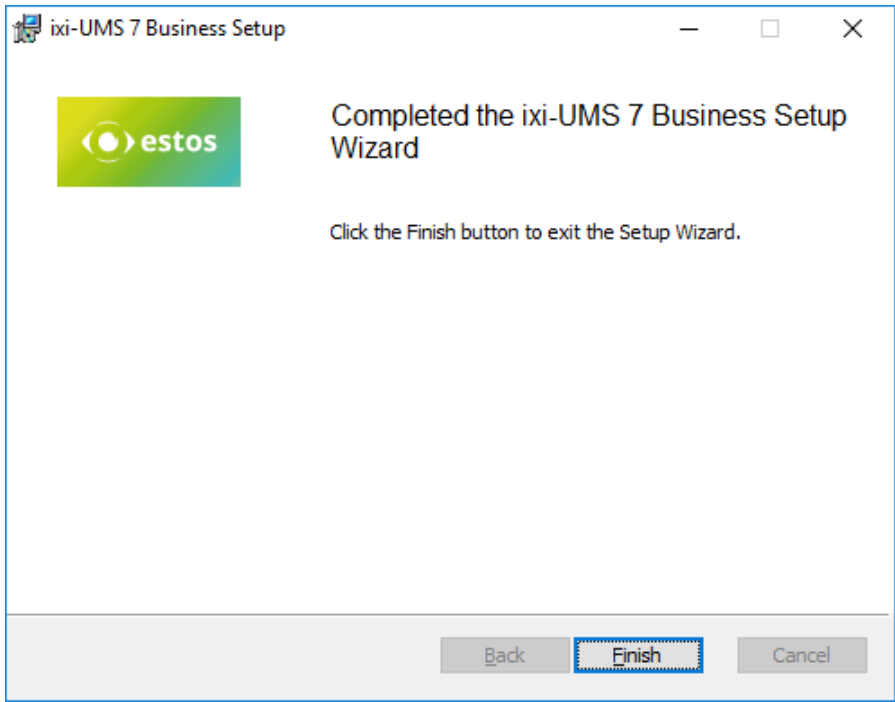 ixi-UMS 7 Business Setup
estos
Completed the ixi-UMS 7 Business Setup
Wizard
Click the Finish button to exit the Setup Wizard.
Back
Finish
Cancel